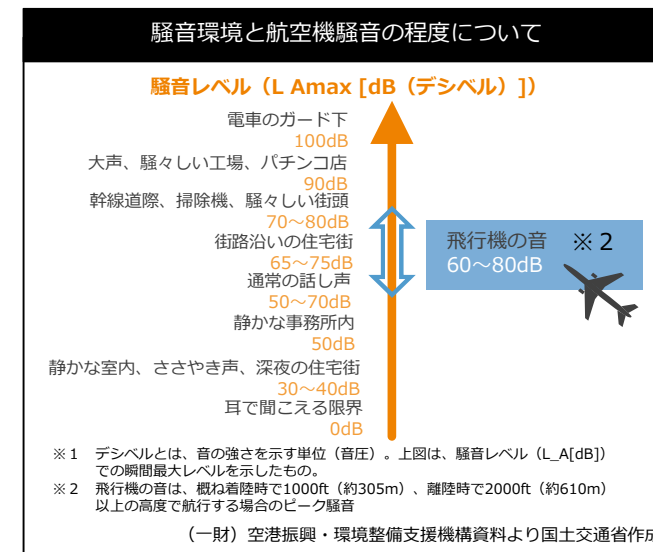 騒音環境と航空機騒音の程度について
騒音レベル（L Amax [dB（デシベル）]）
電車のガード下
100dB
大声、騒々しい工場、パチンコ店
90dB
幹線道際、掃除機、騒々しい街頭
70～80dB
街路沿いの住宅街
65～75dB
通常の話し声
50～70dB
静かな事務所内
50dB
静かな室内、ささやき声、深夜の住宅街
30～40dB
耳で聞こえる限界
0dB
飛行機の音 ※２
60～80dB
※１ デシベルとは、音の強さを示す単位（音圧）。上図は、騒音レベル（L_A[dB]）
での瞬間最大レベルを示したもの。
※２ 飛行機の音は、概ね着陸時で1000ft（約305m）、離陸時で2000ft（約610m）
以上の高度で航行する場合のピーク騒音
（一財）空港振興・環境整備支援機構資料より国土交通省作成